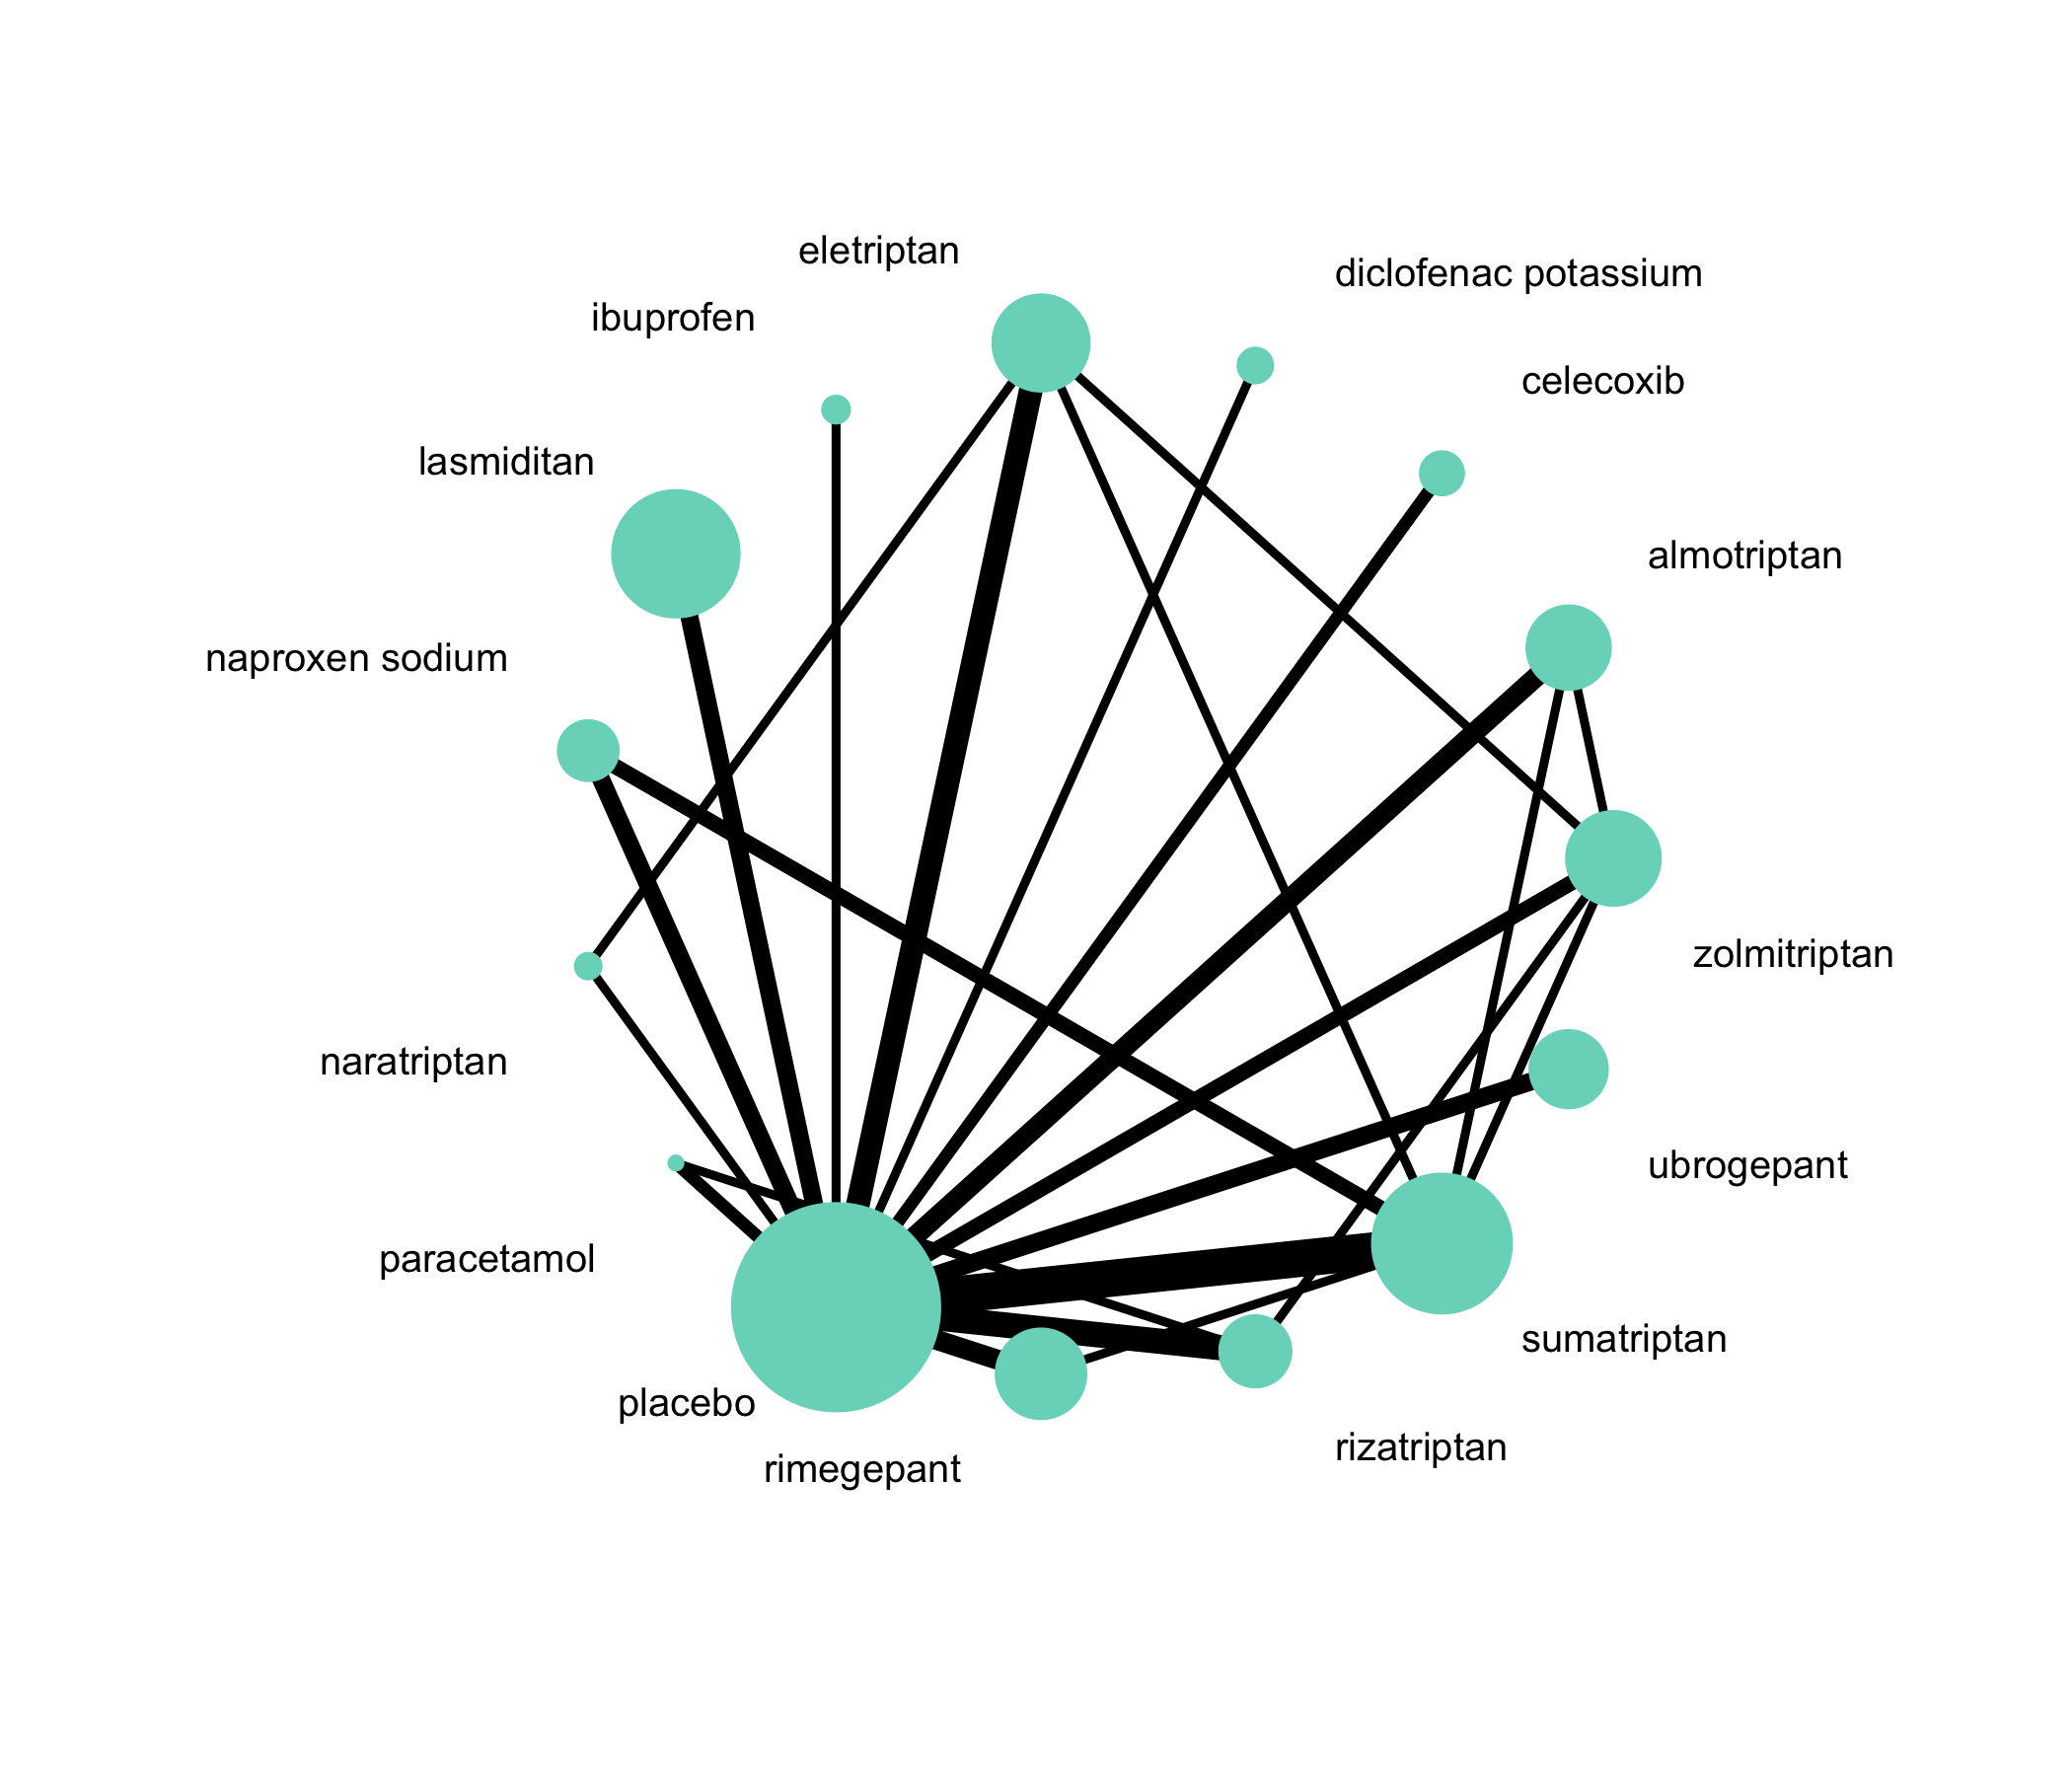 eletriptan
diclofenac potassium
ibuprofen
celecoxib
lasmiditan
almotriptan
naproxen sodium
zolmitriptan
naratriptan
ubrogepant
paracetamol
sumatriptan
placebo
rizatriptan
rimegepant